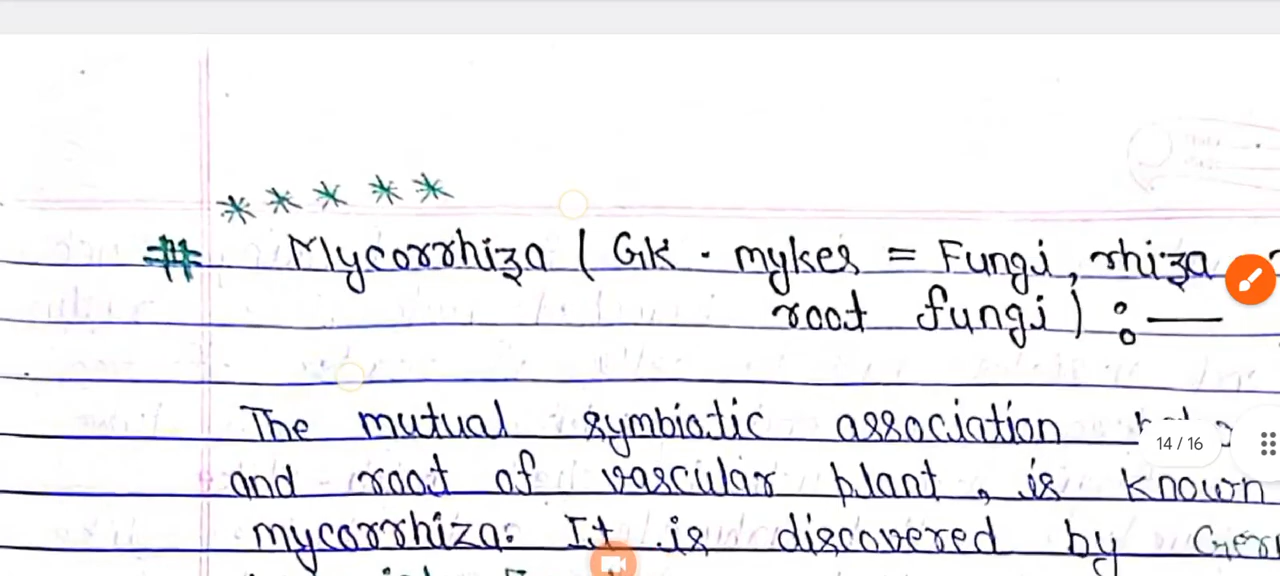 *****
# Mycorrhiza ( GK. mykes = Fungi, rhiza
root fungi ) : —
The mutual symbiotic association
14 / 16
and root of vascular plant, is known
mycorrhiza. It is discovered by